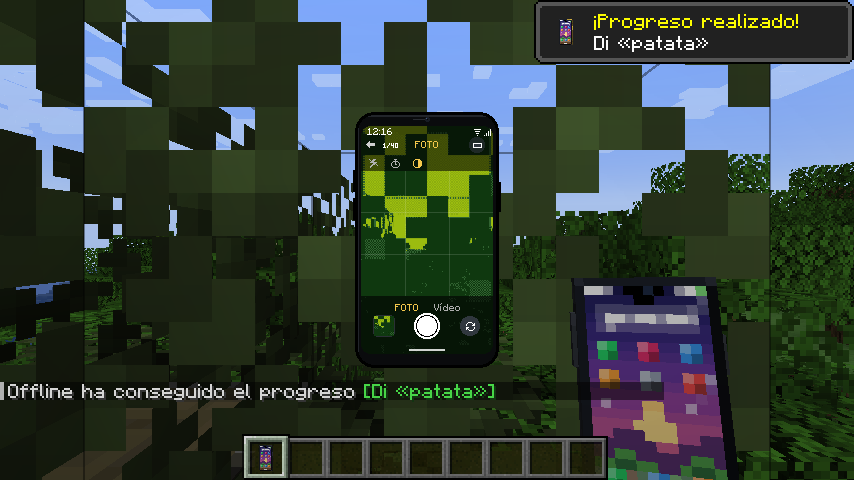 ¡Progreso realizado!
Di «patata»
12:16
1/40 FOTO
FOTO Vídeo
Offline ha conseguido el progreso [Di «patata»]